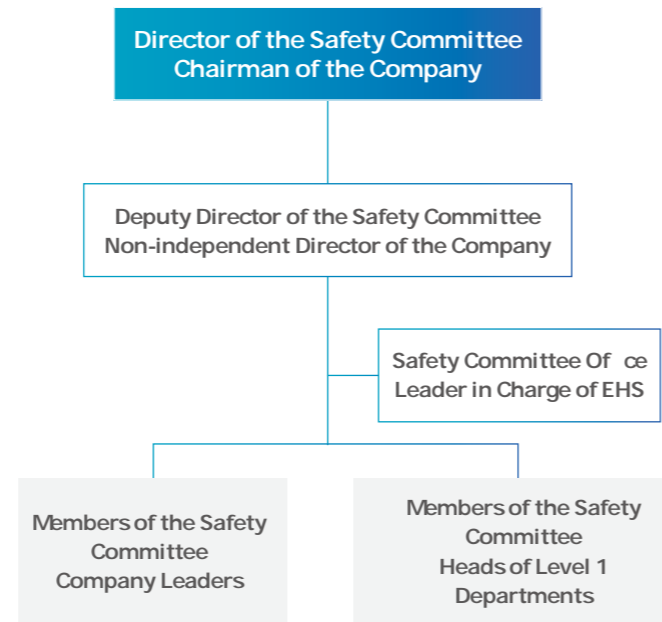 Director of the Safety Committee
Chairman of the Company
Deputy Director of the Safety Committee
Non-independent Director of the Company
Safety Committee Of ce
Leader in Charge of EHS
Members of the Safety
Committee
Company Leaders
Members of the Safety
Committee
Heads of Level 1
Departments